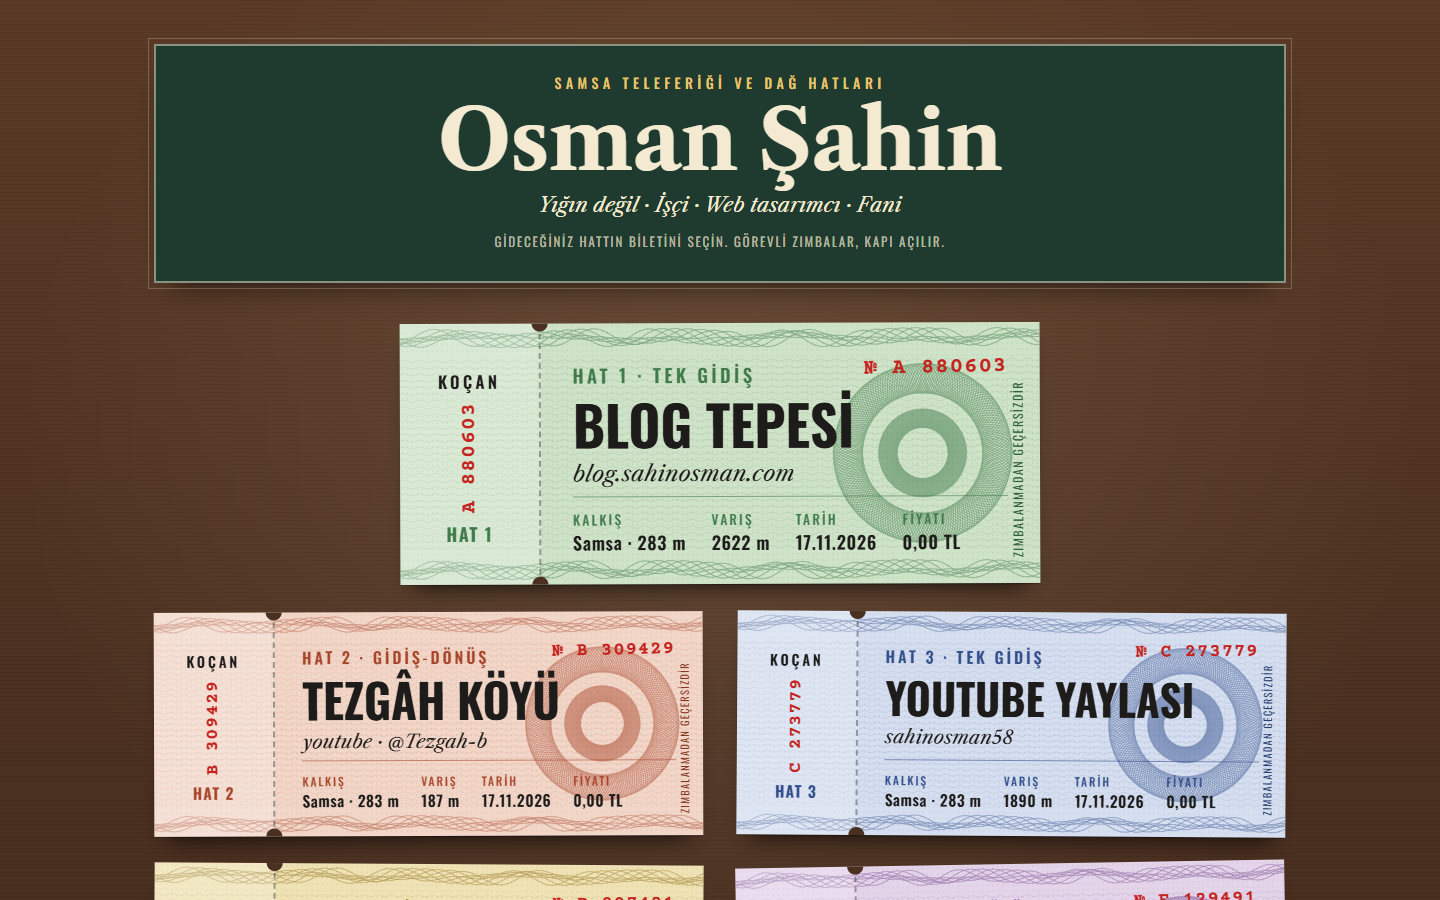 SAMSA TELEFERİĞİ VE DAĞ HATLARI
Osman Şahin
Yığın değil · İşçi · Web tasarımcı · Fani
GİDECEĞİNİZ HATTIN BİLETİNİ SEÇİN. GÖREVLİ ZIMBALAR, KAPI AÇILIR.
KOÇAN
A 880603
HAT 1
HAT 1 · TEK GİDİŞ
№ A 880603
BLOG TEPESİ
blog.sahinosman.com
KALKIŞ VARIŞ TARİH FİYATI
Samsa · 283 m 2622 m 17.11.2026 0,00 TL
ZIMBALANMADAN GEÇERSİZDİR
KOÇAN
B 309429
HAT 2
HAT 2 · GİDİŞ-DÖNÜŞ
№ B 309429
TEZGÂH KÖYÜ
youtube · @Tezgah-b
KALKIŞ VARIŞ TARİH FİYATI
Samsa · 283 m 187 m 17.11.2026 0,00 TL
ZIMBALANMADAN GEÇERSİZDİR
KOÇAN
C 273779
HAT 3
HAT 3 · TEK GİDİŞ
№ C 273779
YOUTUBE YAYLASI
sahinosman58
KALKIŞ VARIŞ TARİH FİYATI
Samsa · 283 m 1890 m 17.11.2026 0,00 TL
ZIMBALANMADAN GEÇERSİZDİR